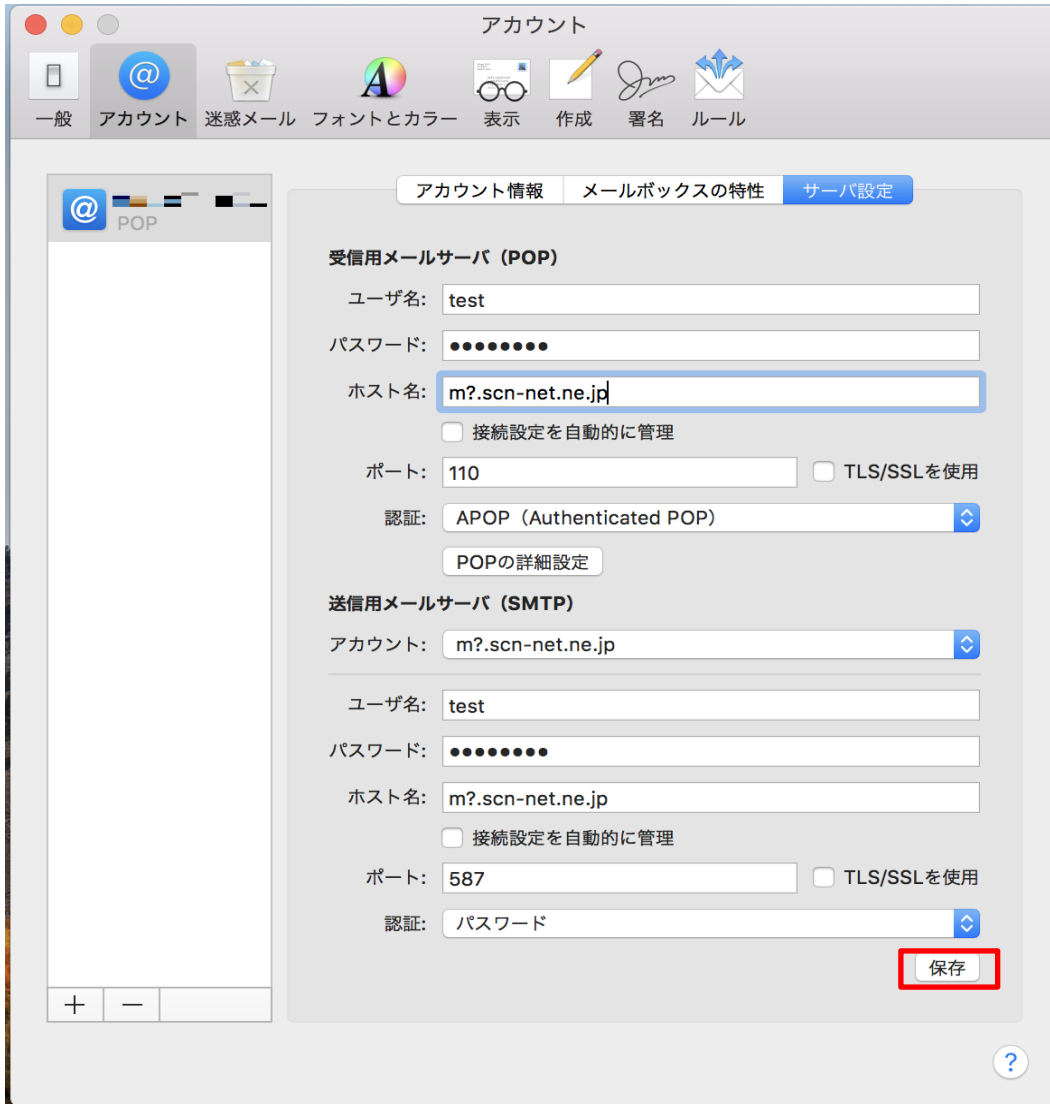 アカウント
一般 アカウント 迷惑メール フォントとカラー 表示 作成 署名 ルール
POP
アカウント情報 メールボックスの特性 サーバ設定
受信用メールサーバ（POP）
ユーザ名: test
パスワード: ●●●●●●●●
ホスト名: m?.scn-net.ne.jp
接続設定を自動的に管理
ポート: 110 TLS/SSLを使用
認証: APOP（Authenticated POP）
POPの詳細設定
送信用メールサーバ（SMTP）
アカウント: m?.scn-net.ne.jp
ユーザ名: test
パスワード: ●●●●●●●●
ホスト名: m?.scn-net.ne.jp
接続設定を自動的に管理
ポート: 587 TLS/SSLを使用
認証: パスワード
保存
+ −
?